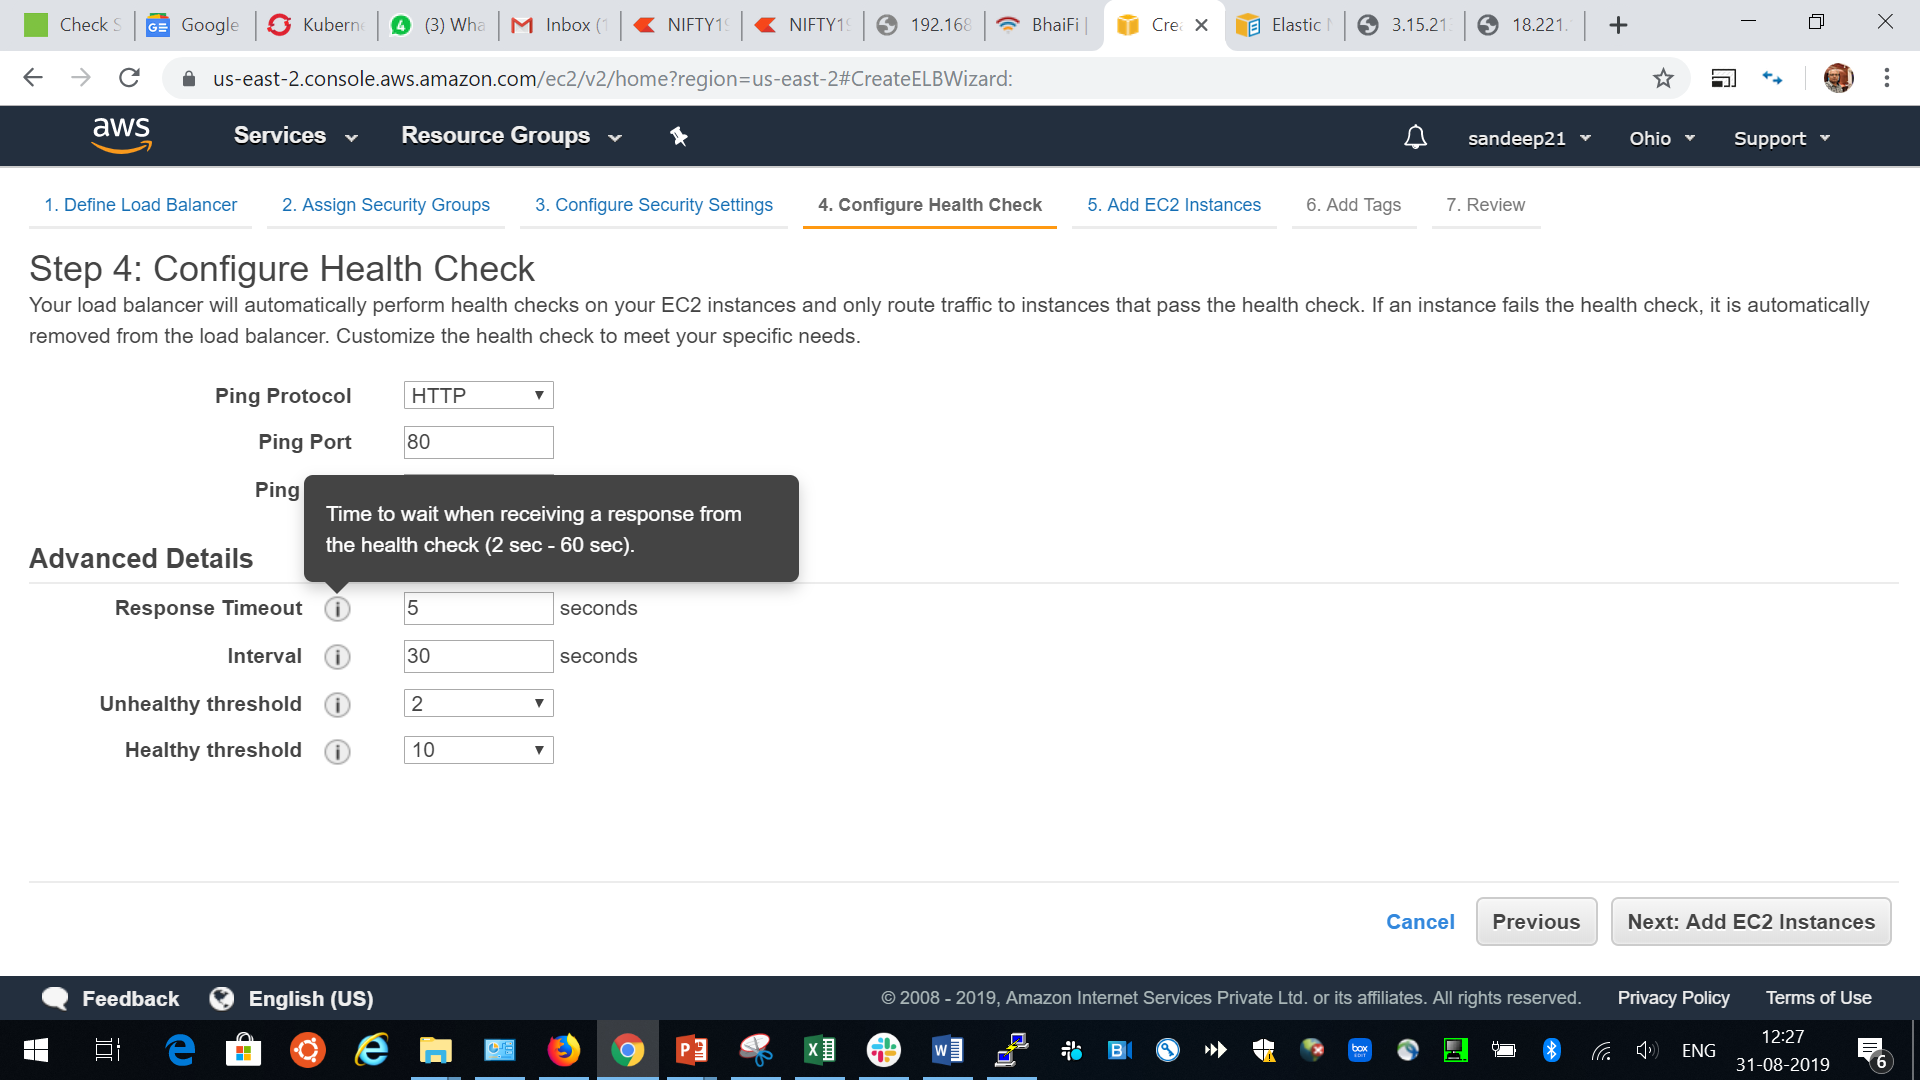 Check S
Google
Kuberne
(3) Wha
Inbox (1
NIFTY19
NIFTY19
192.168
BhaiFi |
Crea
Elastic
3.15.21
18.221.
us-east-2.console.aws.amazon.com/ec2/v2/home?region=us-east-2#CreateELBWizard:
aws
Services
Resource Groups
sandeep21
Ohio
Support
1. Define Load Balancer
2. Assign Security Groups
3. Configure Security Settings
4. Configure Health Check
5. Add EC2 Instances
6. Add Tags
7. Review
Step 4: Configure Health Check
Your load balancer will automatically perform health checks on your EC2 instances and only route traffic to instances that pass the health check. If an instance fails the health check, it is automatically
removed from the load balancer. Customize the health check to meet your specific needs.
Ping Protocol
HTTP
Ping Port
80
Ping
Time to wait when receiving a response from
the health check (2 sec - 60 sec).
Advanced Details
Response Timeout
5
seconds
Interval
30
seconds
Unhealthy threshold
2
Healthy threshold
10
Cancel
Previous
Next: Add EC2 Instances
Feedback
English (US)
© 2008 - 2019, Amazon Internet Services Private Ltd. or its affiliates. All rights reserved.
Privacy Policy
Terms of Use
ENG
12:27
31-08-2019
6